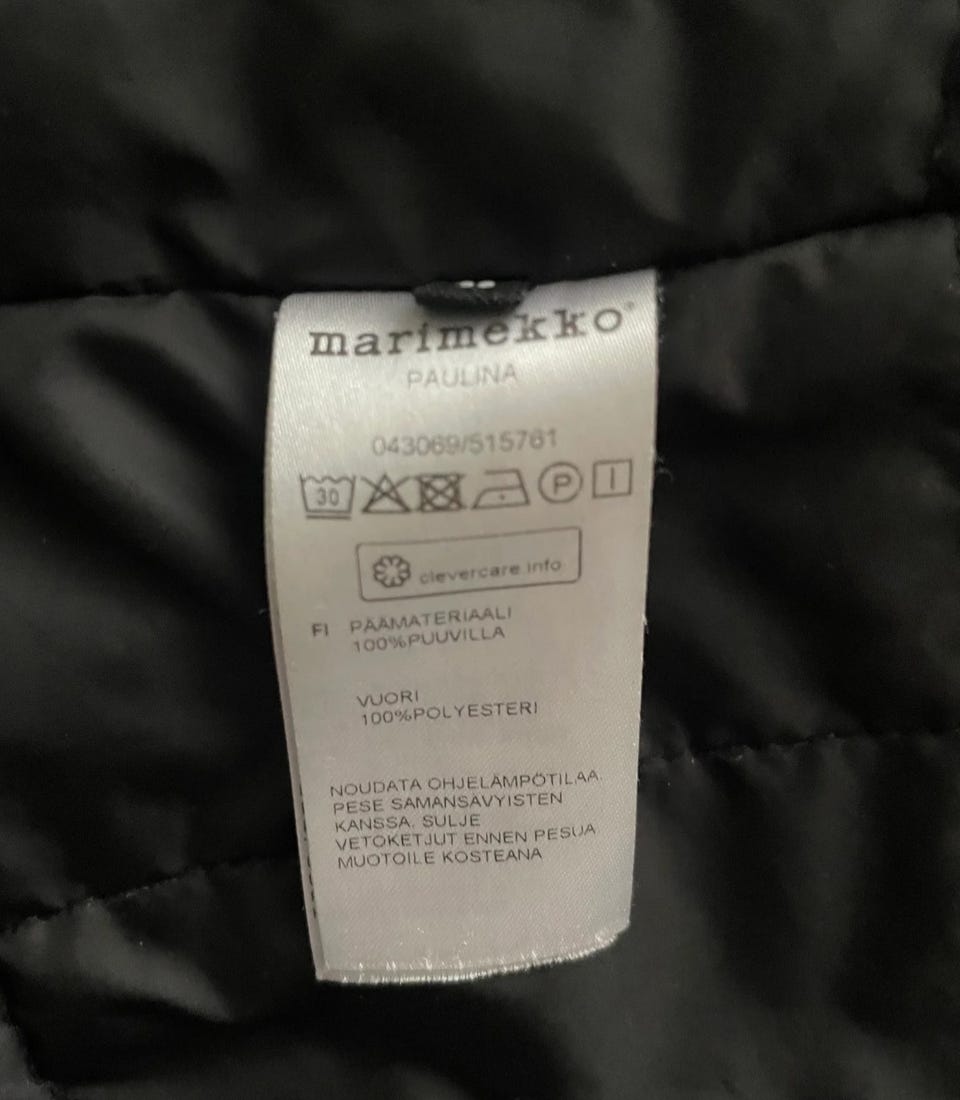 marimekko®
PAULINA
043069/515761
30 P
clevercare.info
FI PÄÄMATERIAALI
100%PUUVILLA
VUORI
100%POLYESTERI
NOUDATA OHJELÄMPÖTILAA.
PESE SAMANSÄVYISTEN
KANSSA. SULJE
VETOKETJUT ENNEN PESUA
MUOTOILE KOSTEANA